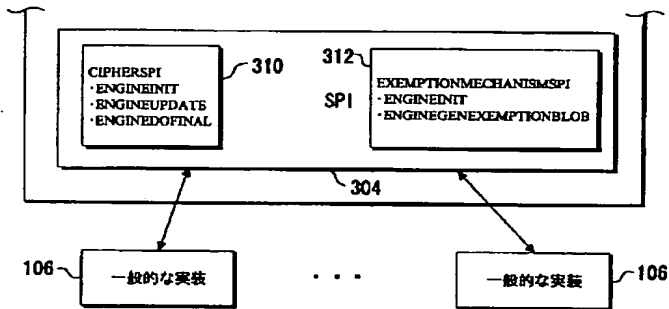 310
CIPHERSPI
・ENGINEINIT
・ENGINEUPDATE
・ENGINEDOFINAL
SPI
312
EXEMPTIONMECHANISMSPI
・ENGINEINIT
・ENGINEGENEXEMPTIONBLOB
304
106
一般的な実装
・・・
一般的な実装
106